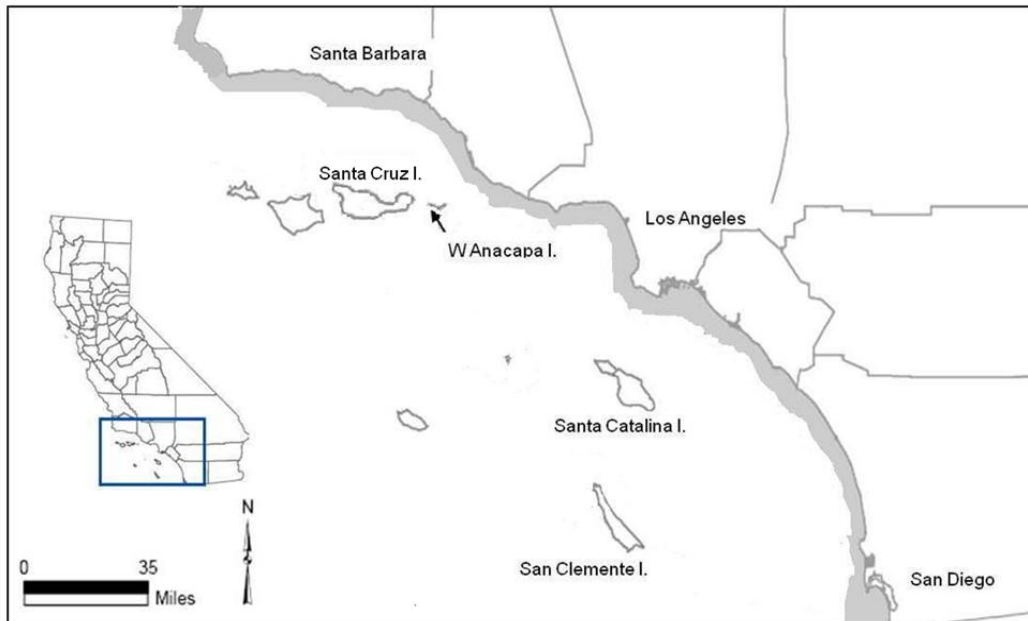 Santa Barbara
Santa Cruz I.
Los Angeles
W Anacapa I.
Santa Catalina I.
N
0 35
San Clemente I.
San Diego
Miles